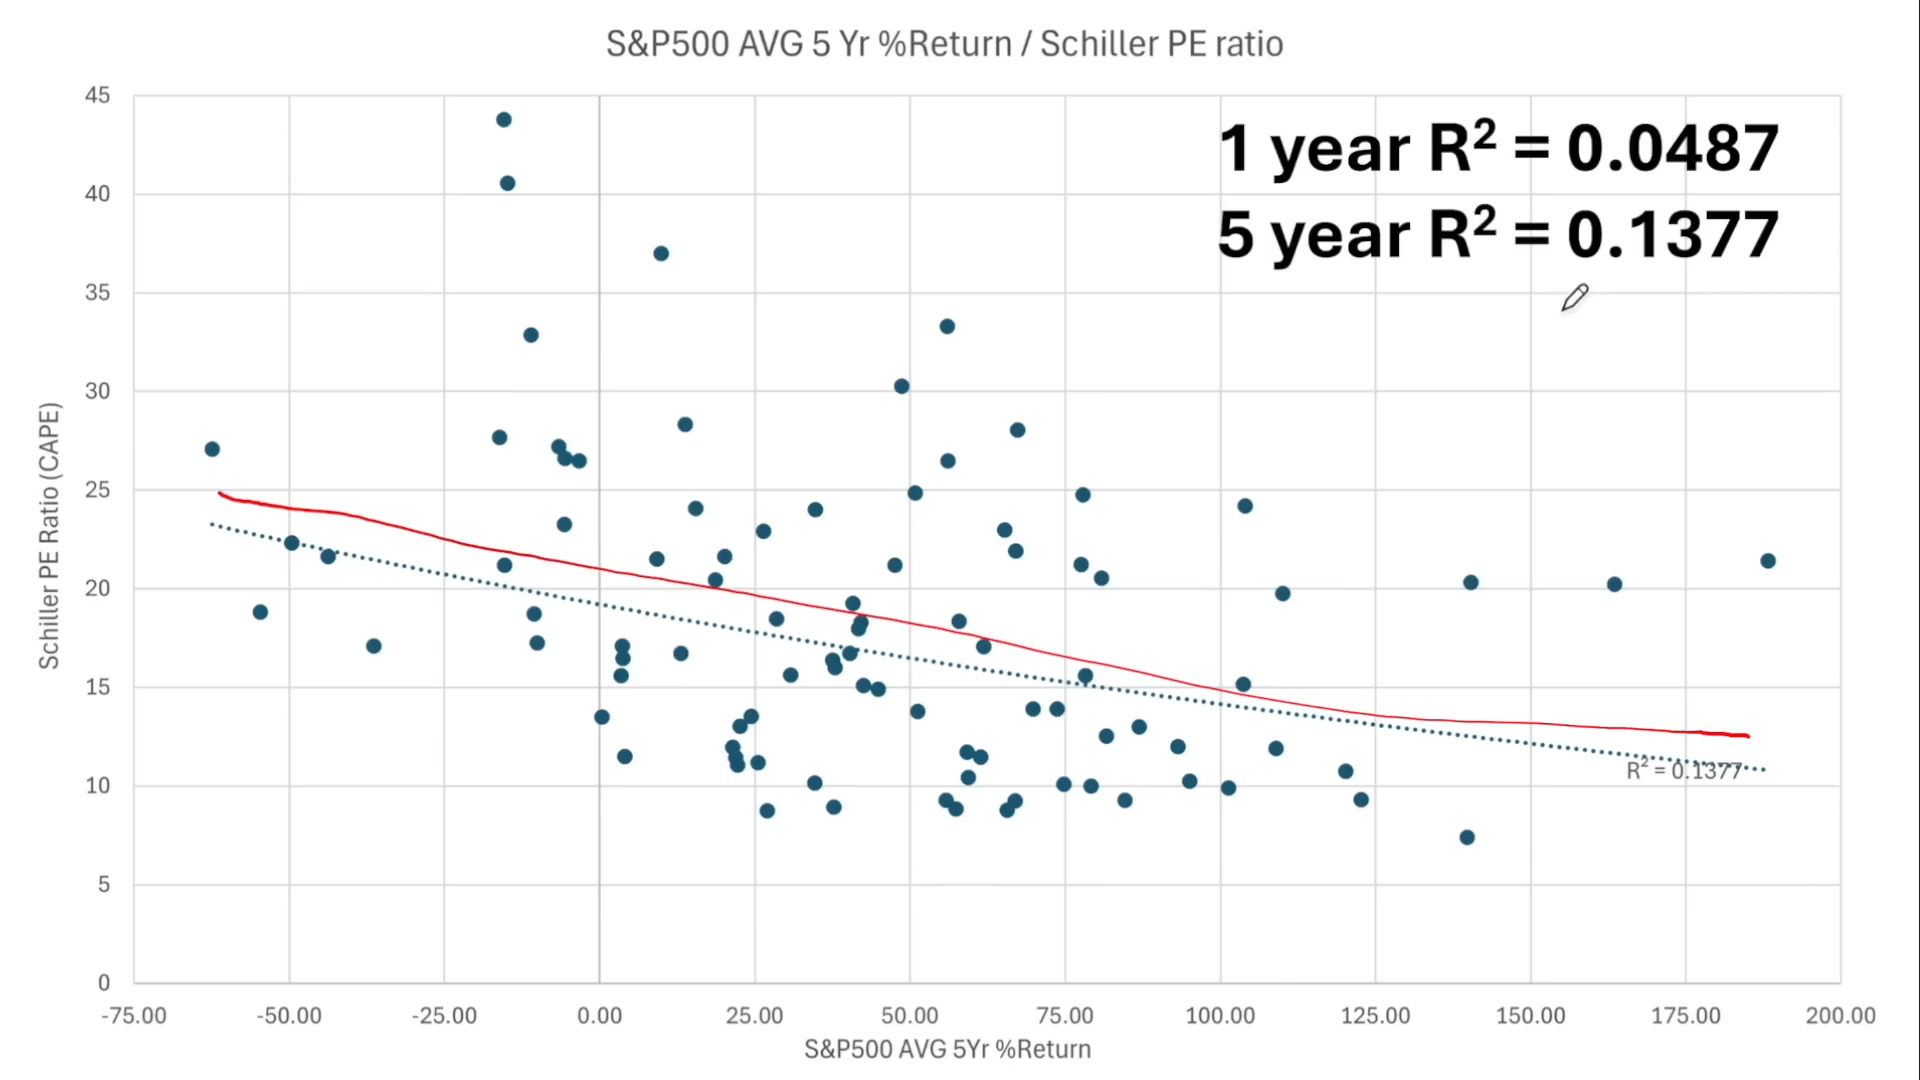 S&P500 AVG 5 Yr %Return / Schiller PE ratio
1 year R² = 0.0487
5 year R² = 0.1377
Schiller PE Ratio (CAPE)
45
40
35
30
25
20
15
10
5
0
R² = 0.1377
-75.00 -50.00 -25.00 0.00 25.00 50.00 75.00 100.00 125.00 150.00 175.00 200.00
S&P500 AVG 5Yr %Return